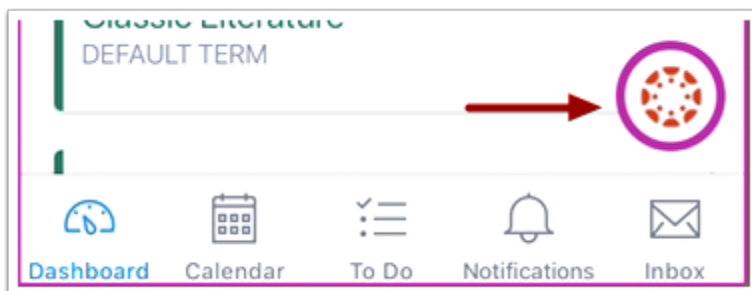 Classic Literature
DEFAULT TERM
Dashboard
Calendar
To Do
Notifications
Inbox